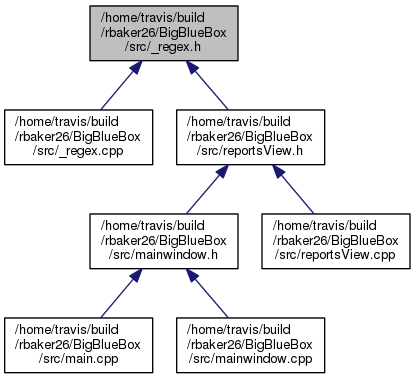 /home/travis/build
/rbaker26/BigBlueBox
/src/_regex.h
/home/travis/build
/rbaker26/BigBlueBox
/src/_regex.cpp
/home/travis/build
/rbaker26/BigBlueBox
/src/reportsView.h
/home/travis/build
/rbaker26/BigBlueBox
/src/mainwindow.h
/home/travis/build
/rbaker26/BigBlueBox
/src/reportsView.cpp
/home/travis/build
/rbaker26/BigBlueBox
/src/main.cpp
/home/travis/build
/rbaker26/BigBlueBox
/src/mainwindow.cpp